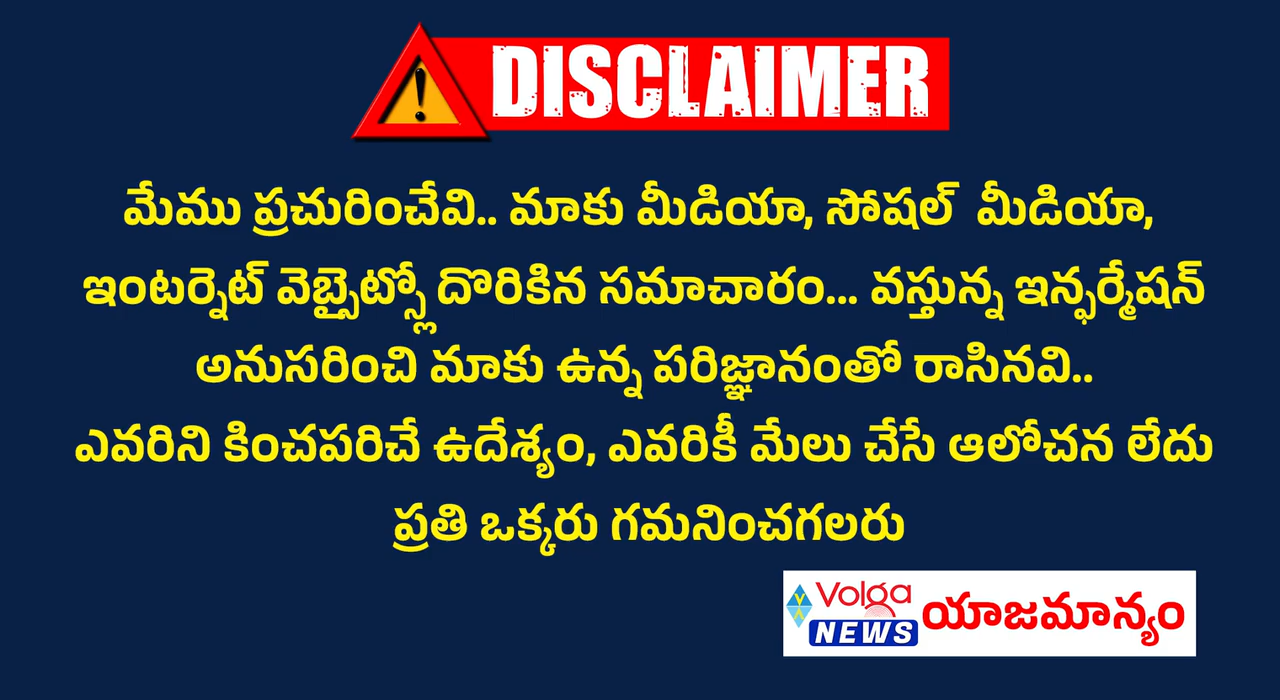 DISCLAIMER
మేము ప్రచురించేవి.. మాకు మీడియా, సోషల్ మీడియా,
ఇంటర్నెట్ వెబ్సైట్స్లో దొరికిన సమాచారం... వస్తున్న ఇన్ఫర్మేషన్
అనుసరించి మాకు ఉన్న పరిజ్ఞానంతో రాసినవి..
ఎవరిని కించపరిచే ఉదేశ్యం, ఎవరికీ మేలు చేసే ఆలోచన లేదు
ప్రతి ఒక్కరు గమనించగలరు
Volga
NEWS యాజమాన్యం